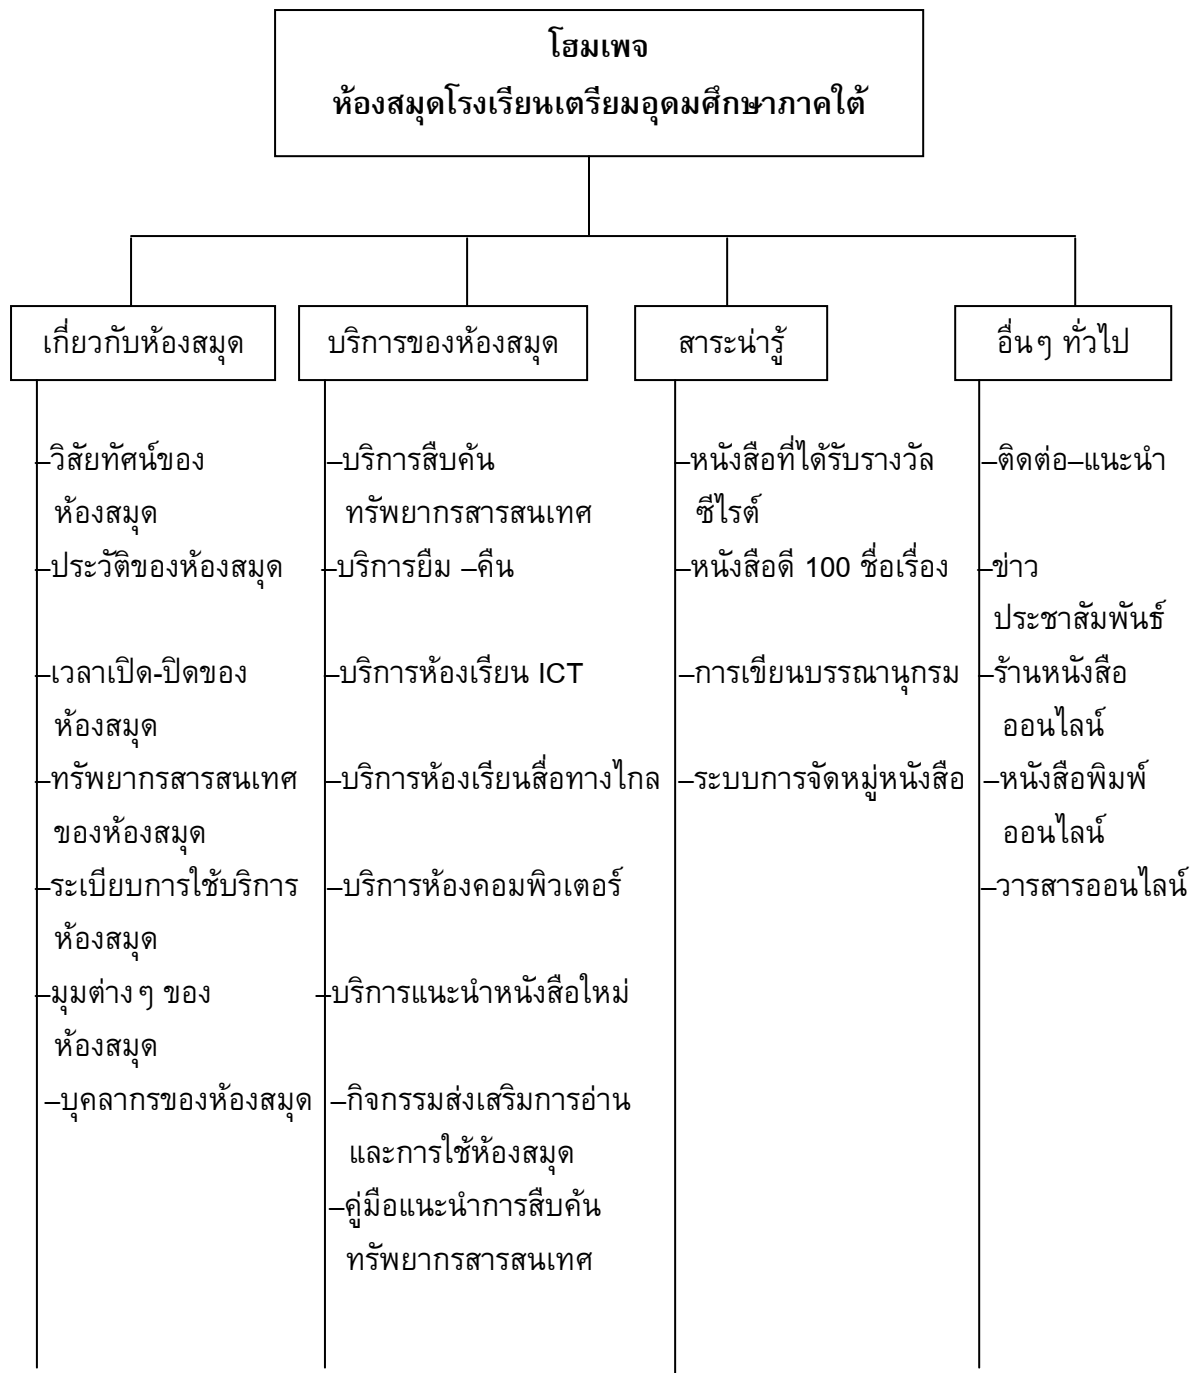 โฮมเพจ
ห้องสมุดโรงเรียนเตรียมอุดมศึกษาภาคใต้
เกี่ยวกับห้องสมุด
–วิสัยทัศน์ของ
ห้องสมุด
–ประวัติของห้องสมุด
–เวลาเปิด-ปิดของ
ห้องสมุด
–ทรัพยากรสารสนเทศ
ของห้องสมุด
–ระเบียบการใช้บริการ
ห้องสมุด
–มุมต่างๆ ของ
ห้องสมุด
–บุคลากรของห้องสมุด
บริการของห้องสมุด
–บริการสืบค้น
ทรัพยากรสารสนเทศ
–บริการยืม –คืน
–บริการห้องเรียน ICT
–บริการห้องเรียนสื่อทางไกล
–บริการห้องคอมพิวเตอร์
–บริการแนะนำหนังสือใหม่
–กิจกรรมส่งเสริมการอ่าน
และการใช้ห้องสมุด
–คู่มือแนะนำการสืบค้น
ทรัพยากรสารสนเทศ
สาระน่ารู้
–หนังสือที่ได้รับรางวัล
ซีไรต์
–หนังสือดี 100 ชื่อเรื่อง
–การเขียนบรรณานุกรม
–ระบบการจัดหมู่หนังสือ
อื่นๆ ทั่วไป
–ติดต่อ–แนะนำ
–ข่าว
ประชาสัมพันธ์
–ร้านหนังสือ
ออนไลน์
–หนังสือพิมพ์
ออนไลน์
–วารสารออนไลน์